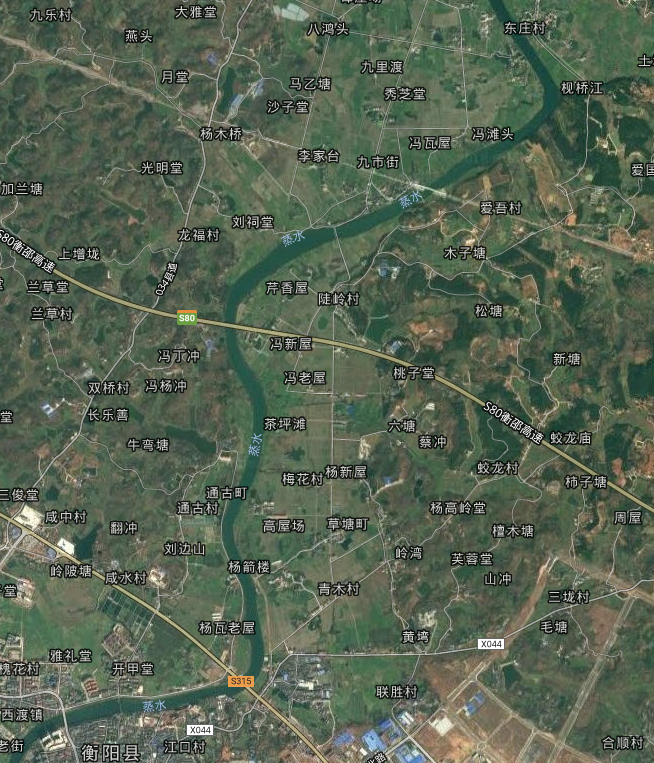 九乐村
大雅堂
八鸿头
东庄村
燕头
九里渡
月堂
马乙塘
秀芝堂
枧桥江
沙子堂
杨木桥
冯瓦屋
冯滩头
李家台
九市街
光明堂
加兰塘
蒸水
爱吾村
刘祠堂
龙福村
蒸水
S80衡邵高速
上增垅
木子塘
034县道
兰草堂
芹香屋
陡岭村
兰草村
S80
松塘
冯新屋
冯丁冲
新塘
桃子堂
冯老屋
双桥村
冯杨冲
长乐善
S80衡邵高速
茶坪滩
六塘
蔡冲
蛟龙庙
牛弯塘
蒸水
蛟龙村
梅花村
杨新屋
柿子塘
三俊堂
通古町
通古村
杨高岭堂
咸中村
周屋
翻冲
高屋场
草塘町
檀木塘
刘边山
岭湾
芙蓉堂
杨箭楼
岭陂塘
咸水村
山冲
青木村
三垅村
杨瓦老屋
毛塘
黄塆
X044
雅礼堂
槐花村
开甲堂
S315
联胜村
蒸水
西渡镇
X044
老街
衡阳县
江口村
合顺村